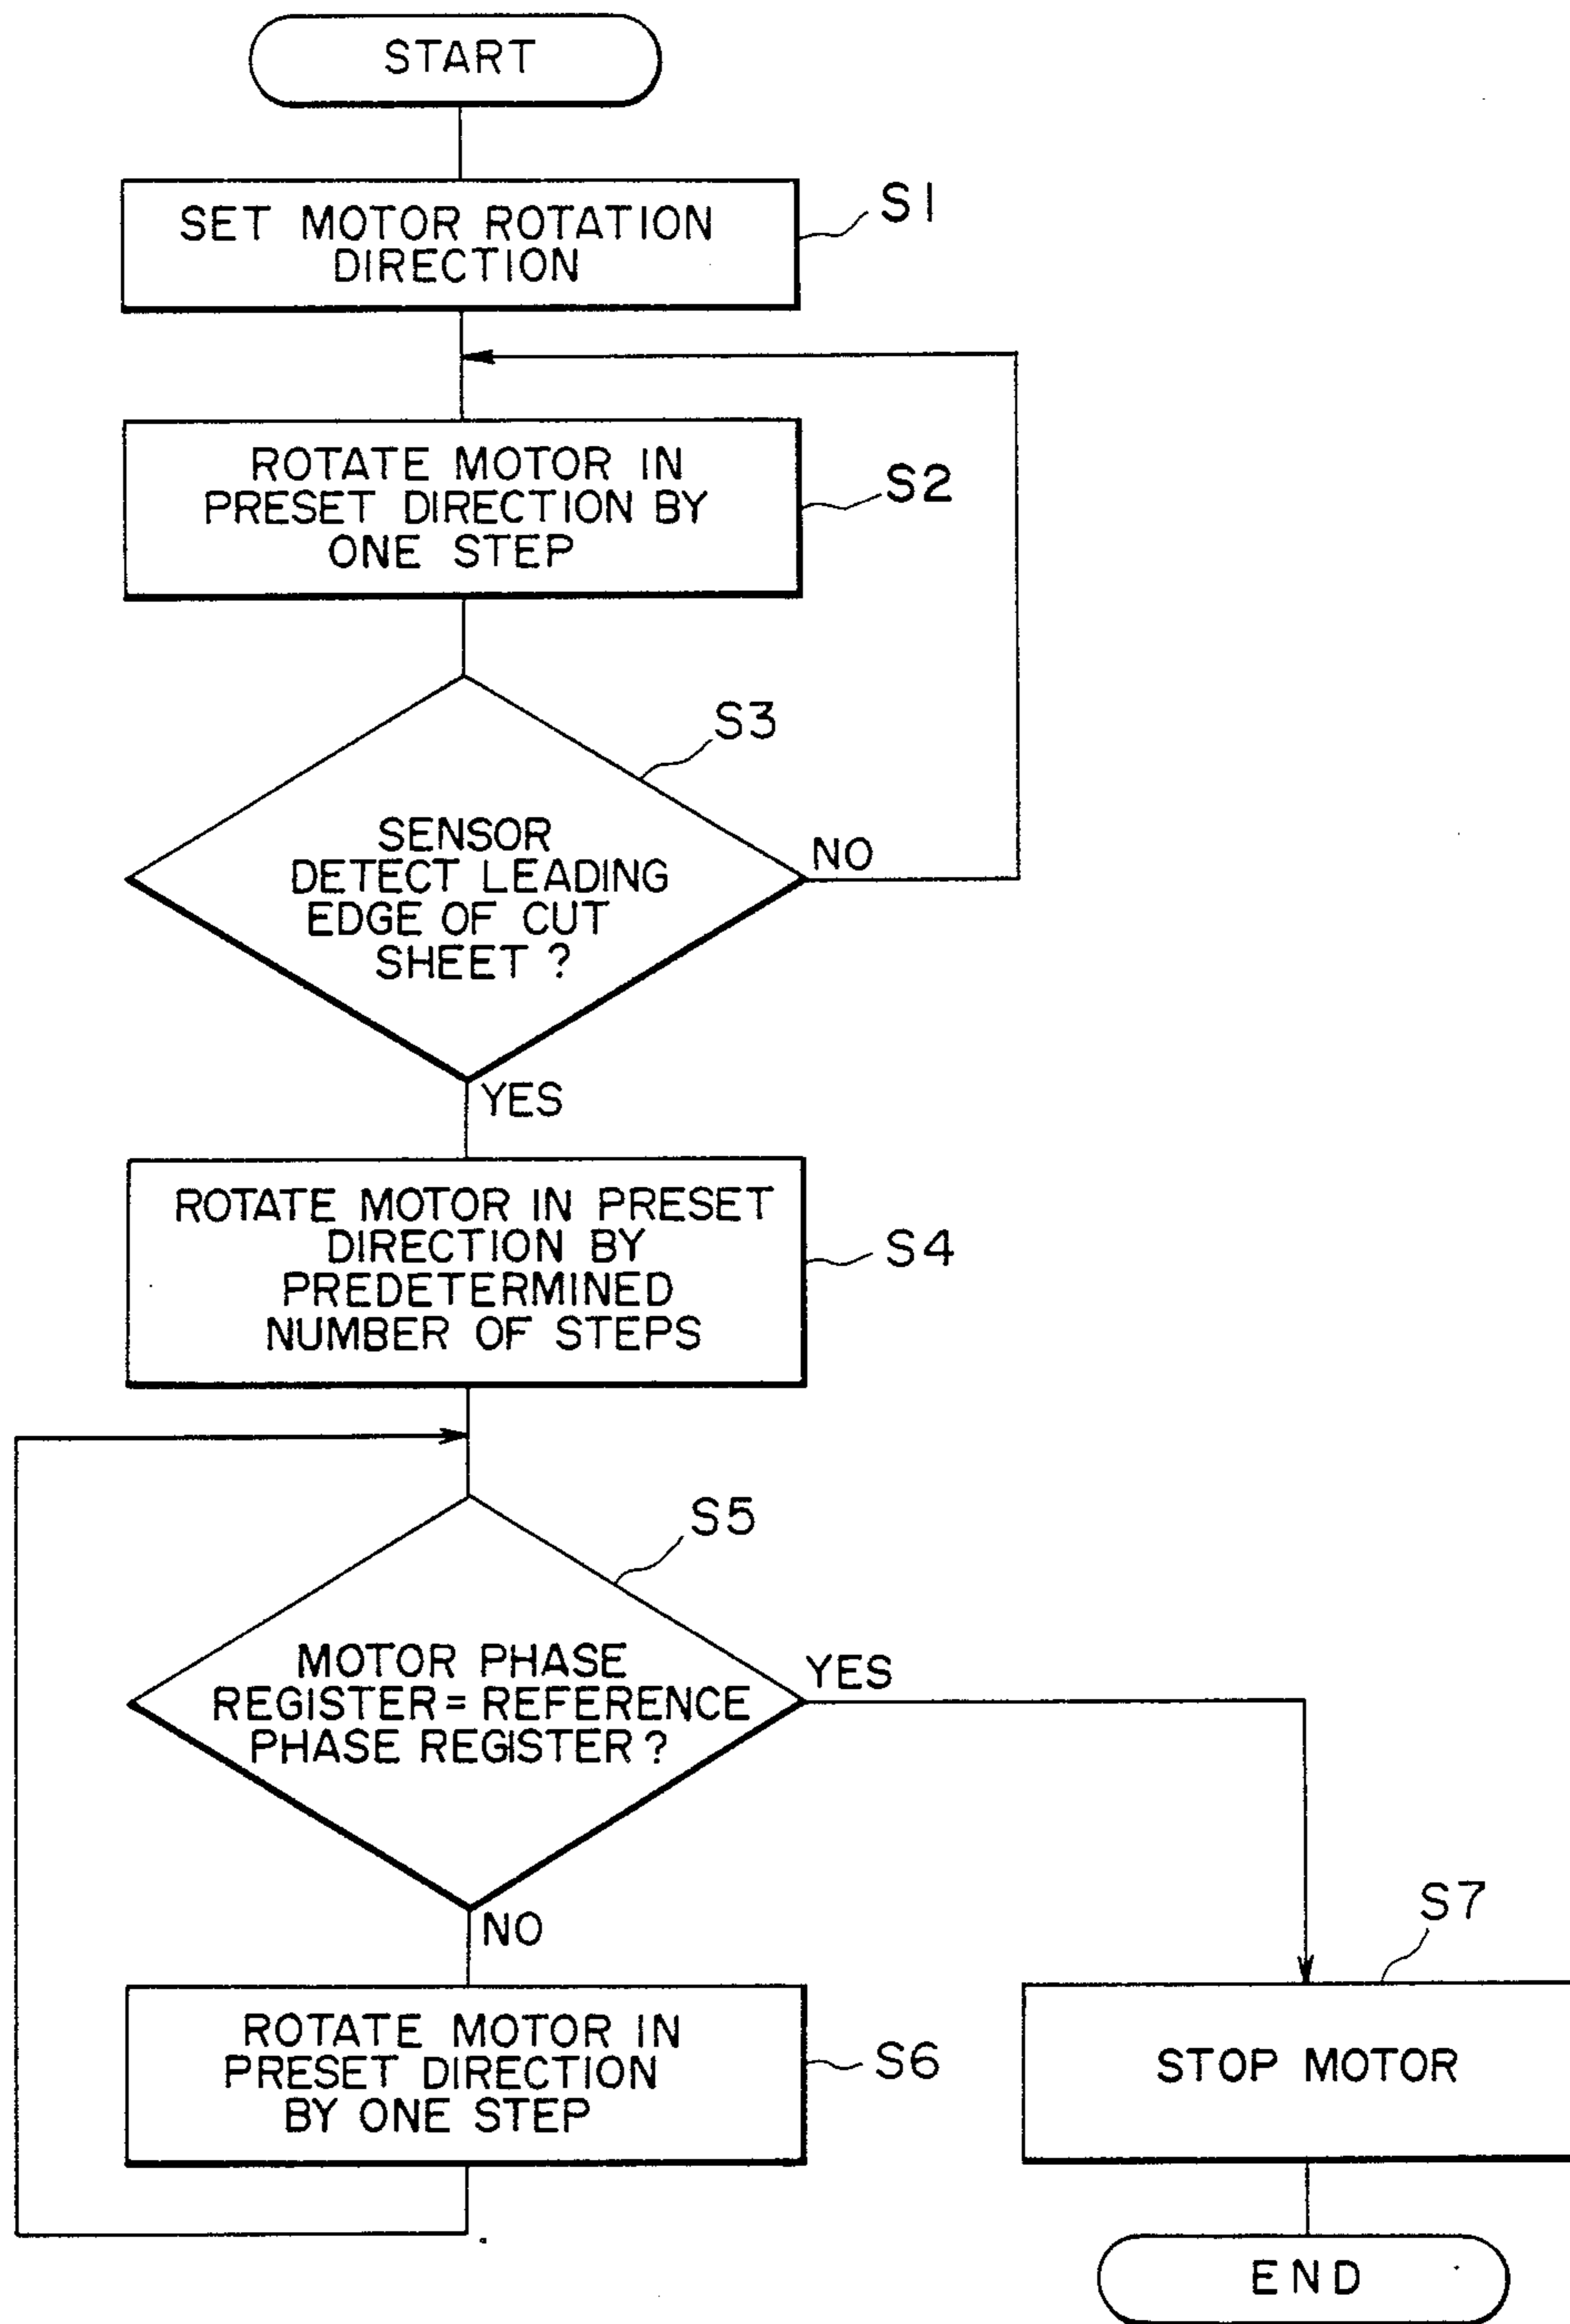 START
SET MOTOR ROTATION
DIRECTION
S1
ROTATE MOTOR IN
PRESET DIRECTION BY
ONE STEP
S2
S3
SENSOR
DETECT LEADING
EDGE OF CUT
SHEET ?
NO
YES
ROTATE MOTOR IN PRESET
DIRECTION BY
PREDETERMINED
NUMBER OF STEPS
S4
S5
MOTOR PHASE
REGISTER = REFERENCE
PHASE REGISTER ?
YES
NO
ROTATE MOTOR IN
PRESET DIRECTION
BY ONE STEP
S6
S7
STOP MOTOR
END